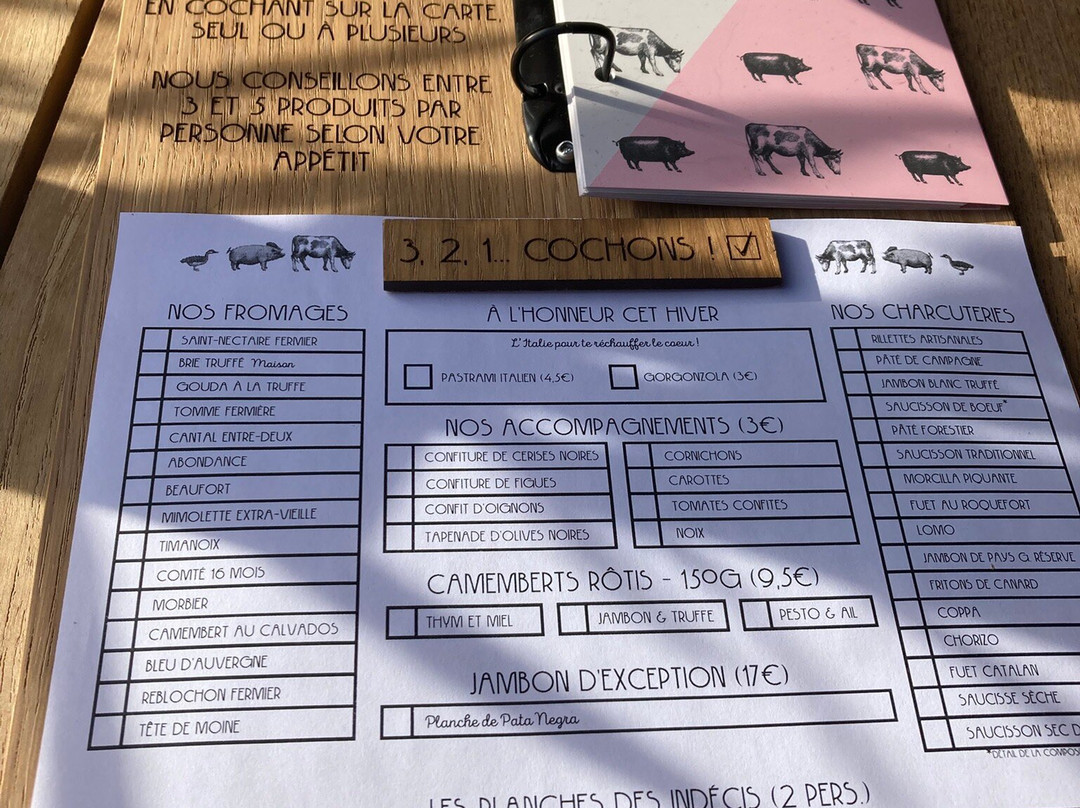 EN COCHANT SUR LA CARTE,
SEUL OU À PLUSIEURS
NOUS CONSEILLONS ENTRE
3 ET 5 PRODUITS PAR
PERSONNE SELON VOTRE
APPÉTIT
3, 2, 1... COCHONS !
NOS FROMAGES
SAINT-NECTAIRE FERMIER
BRIE TRUFFÉ Maison
GOUDA À LA TRUFFE
TOMME FERMIÈRE
CANTAL ENTRE-DEUX
ABONDANCE
BEAUFORT
MIMOLETTE EXTRA-VIEILLE
TIMANOIX
COMTÉ 16 MOIS
MORBIER
CAMEMBERT AU CALVADOS
BLEU D'AUVERGNE
REBLOCHON FERMIER
TÊTE DE MOINE
À L'HONNEUR CET HIVER
L'Italie pour te réchauffer le coeur !
PASTRAMI ITALIEN (4,5€)
GORGONZOLA (3€)
NOS ACCOMPAGNEMENTS (3€)
CONFITURE DE CERISES NOIRES
CONFITURE DE FIGUES
CONFIT D'OIGNONS
TAPENADE D'OLIVES NOIRES
CORNICHONS
CAROTTES
TOMATES CONFITES
NOIX
CAMEMBERTS RÔTIS - 150G (9,5€)
THYM ET MIEL
JAMBON & TRUFFE
PESTO & AIL
JAMBON D'EXCEPTION (17€)
Planche de Pata Negra
LES PLANCHES DES INDÉCIS (2 PERS.)
NOS CHARCUTERIES
RILLETTES ARTISANALES
PÂTÉ DE CAMPAGNE
JAMBON BLANC TRUFFÉ
SAUCISSON DE BOEUF*
PÂTÉ FORESTIER
SAUCISSON TRADITIONNEL
MORCILLA PIQUANTE
FUET AU ROQUEFORT
LOMO
JAMBON DE PAYS G. RÉSERVE
FRITONS DE CANARD
COPPA
CHORIZO
FUET CATALAN
SAUCISSE SÈCHE
SAUCISSON SEC
*DÉTAIL DE LA